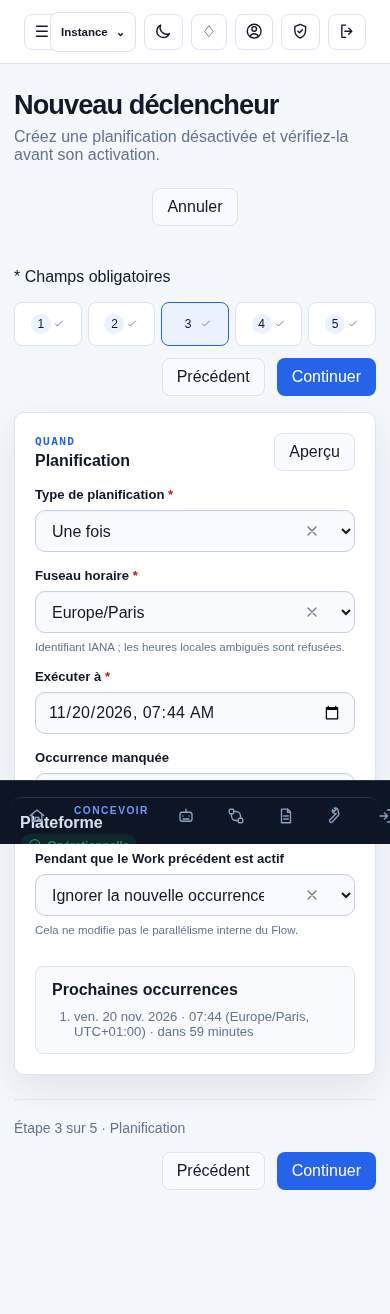 Instance
Nouveau déclencheur
Créez une planification désactivée et vérifiez-la
avant son activation.
Annuler
* Champs obligatoires
1
2
3
4
5
Précédent
Continuer
QUAND
Planification
Aperçu
Type de planification *
Une fois
Fuseau horaire *
Europe/Paris
Identifiant IANA ; les heures locales ambiguës sont refusées.
Exécuter à *
11/20/2026, 07:44 AM
Occurrence manquée
CONCEVOIR
Plateforme
Opérationnelle
Pendant que le Work précédent est actif
Ignorer la nouvelle occurrence
Cela ne modifie pas le parallélisme interne du Flow.
Prochaines occurrences
1. ven. 20 nov. 2026 · 07:44 (Europe/Paris,
UTC+01:00) · dans 59 minutes
Étape 3 sur 5 · Planification
Précédent
Continuer